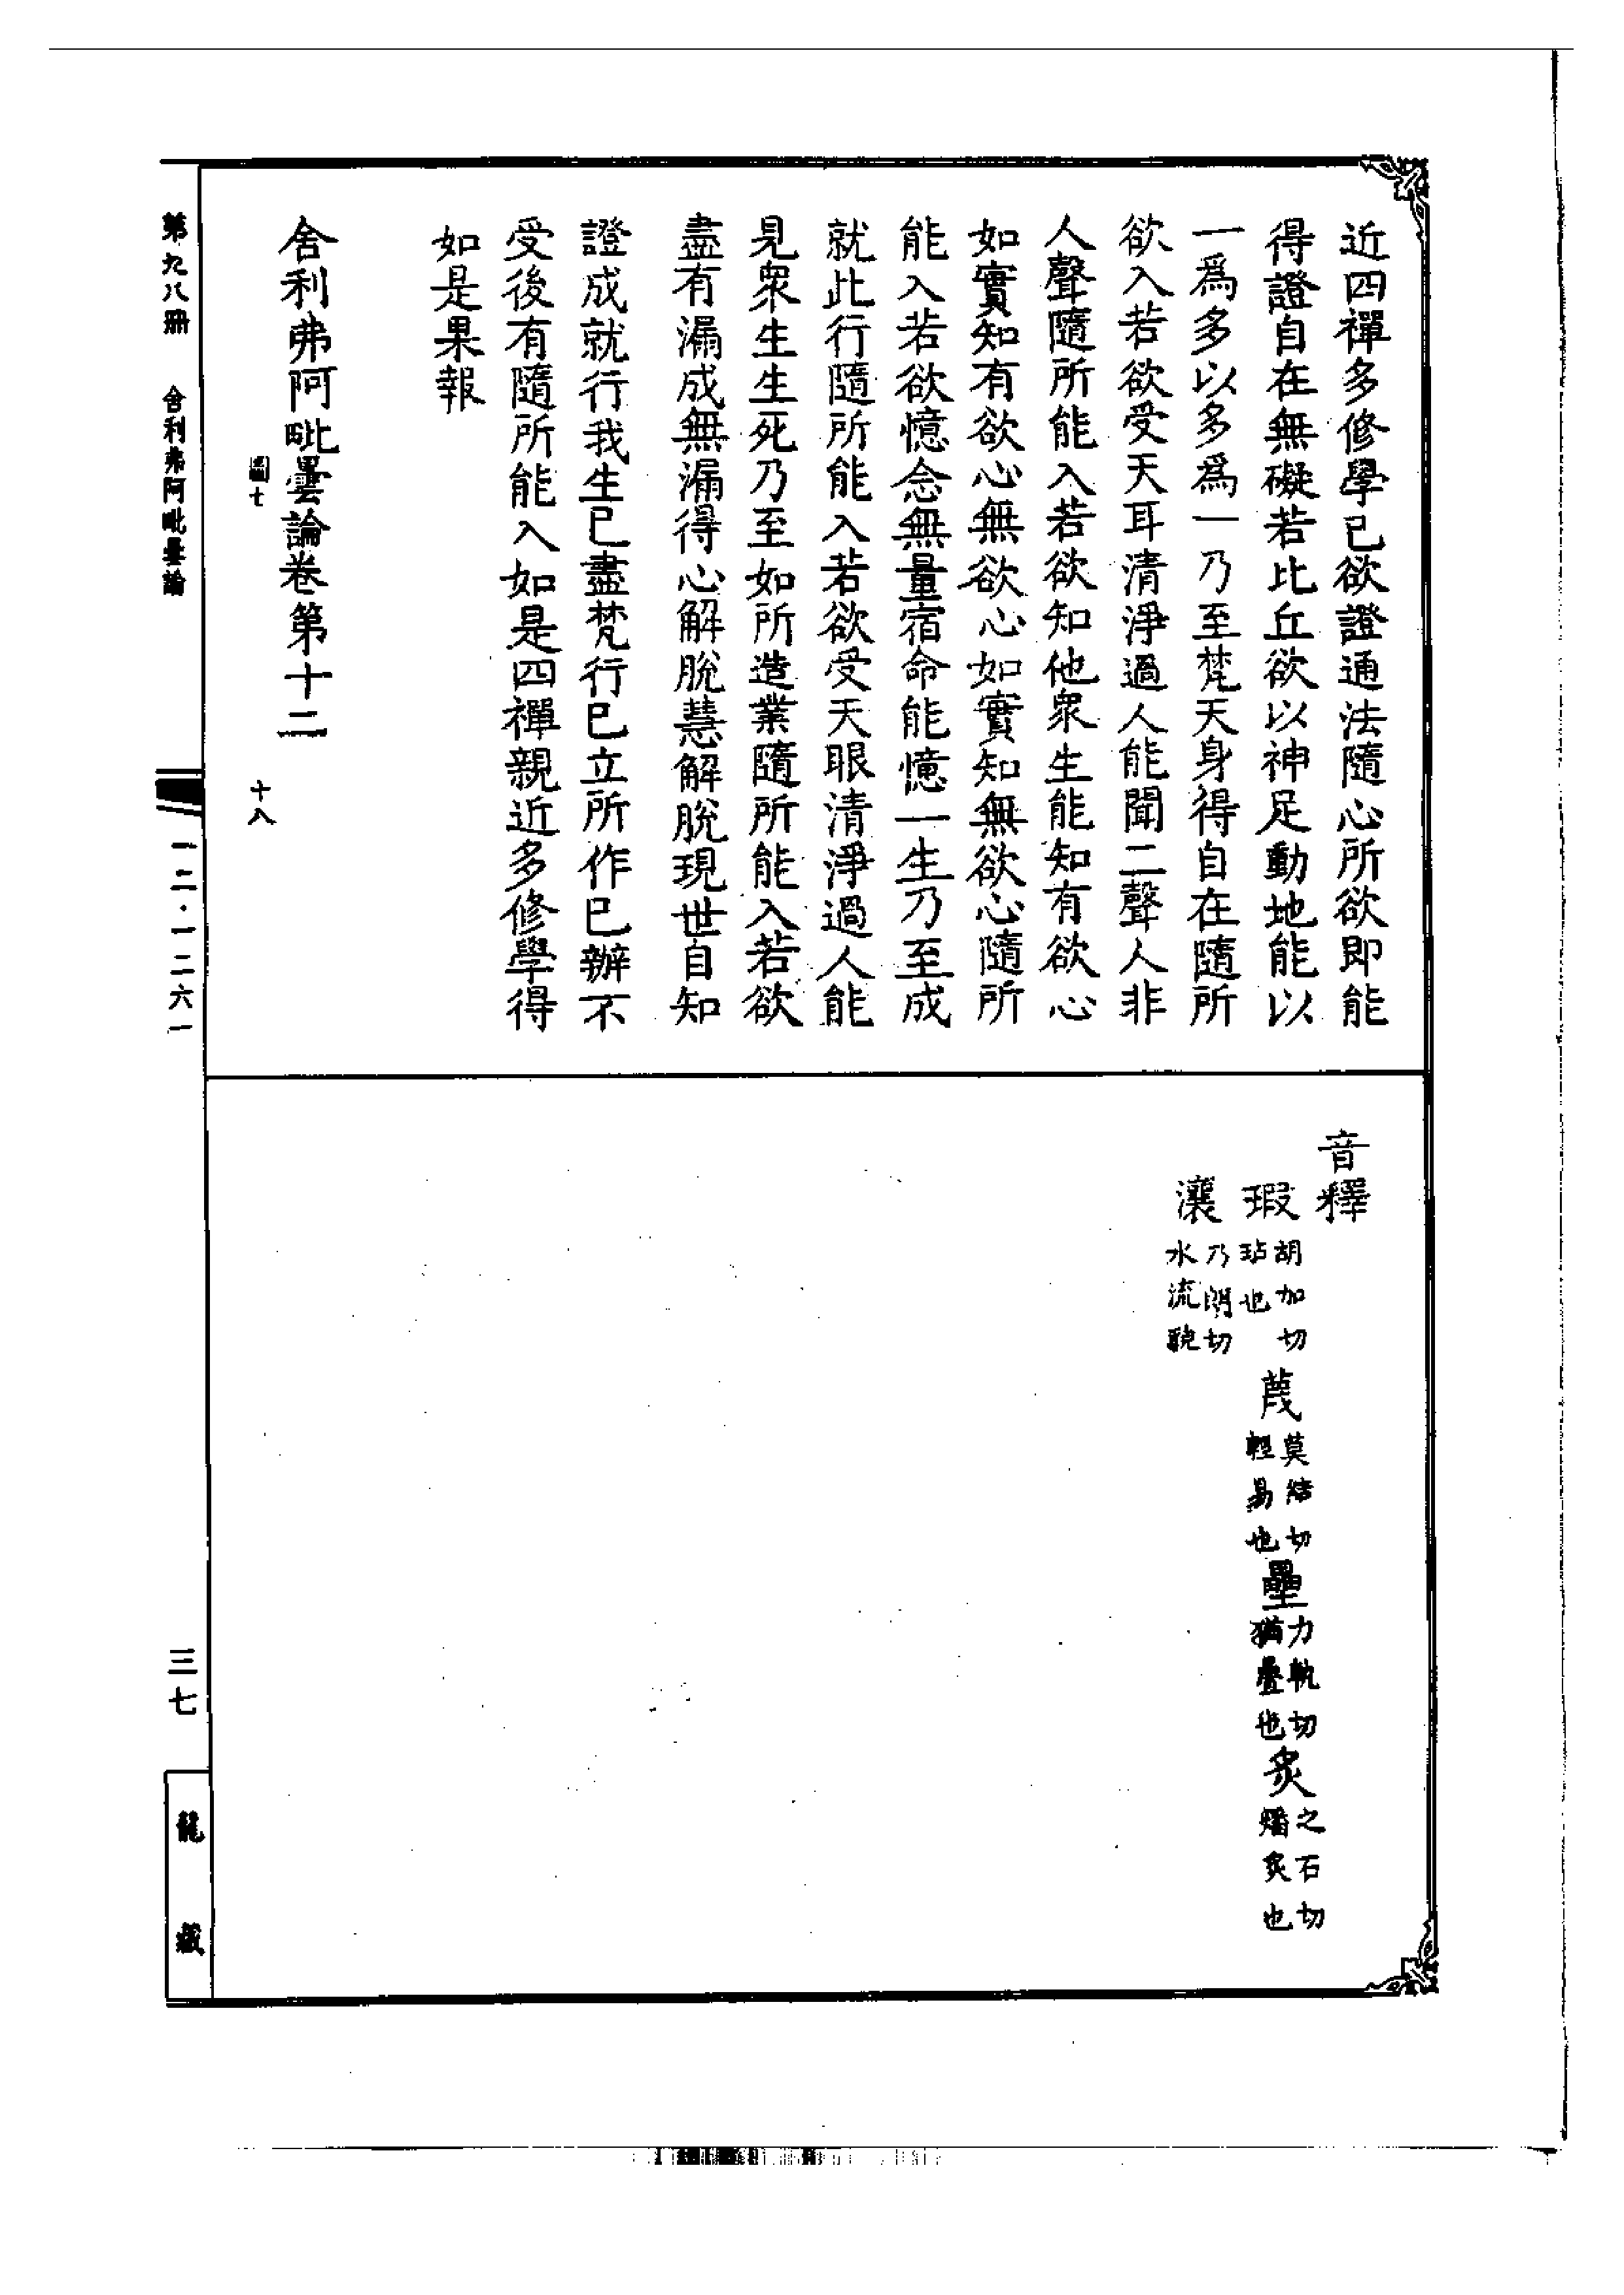 近四禪多修學已欲證通法隨心所欲即能
得證自在無礙若比丘欲以神足動地能以
一爲多以多爲一乃至梵天身得自在隨所
欲入若欲受天耳清淨過人能聞二聲人非
人聲隨所能入若欲知他眾生能知有欲心
如實知有欲心無欲心如實知無欲心隨所
能入若欲憶念無量宿命能憶一生乃至成
就此行隨所能入若欲受天眼清淨過人能
見眾生生死乃至如所造業隨所能入若欲
盡有漏成無漏得心解脫慧解脫現世自知
證成就行我生已盡梵行已立所作已辦不
受後有隨所能入如是四禪親近多修學得
如是果報
舍利弗阿毗曇論卷第十二
圖七 十八
音釋
瑕 胡加切 玷也 蔑 莫結切 輕易也 壘 力軌切 猶疊也 炙 之石切 燔炙也
瀼 乃朗切 水流貌
第九八冊 舍利弗阿毗曇論 一二·一二六一 三七 龍藏